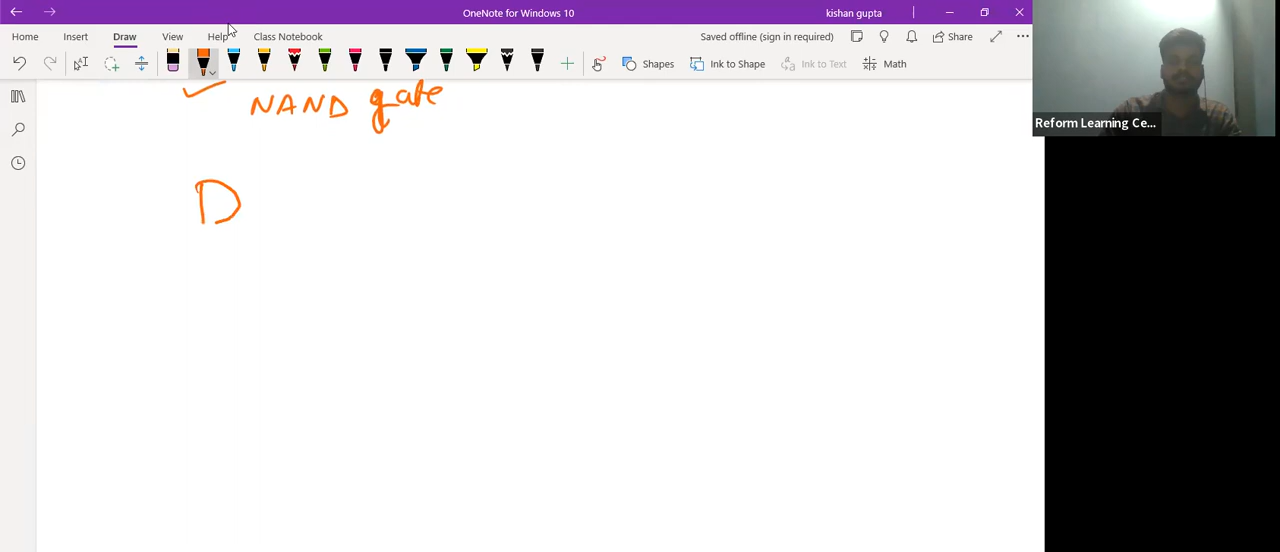 OneNote for Windows 10
kishan gupta
Home Insert Draw View Help Class Notebook
Saved offline (sign in required) Share
Shapes Ink to Shape Ink to Text Math
Reform Learning Ce...
NAND gate
D